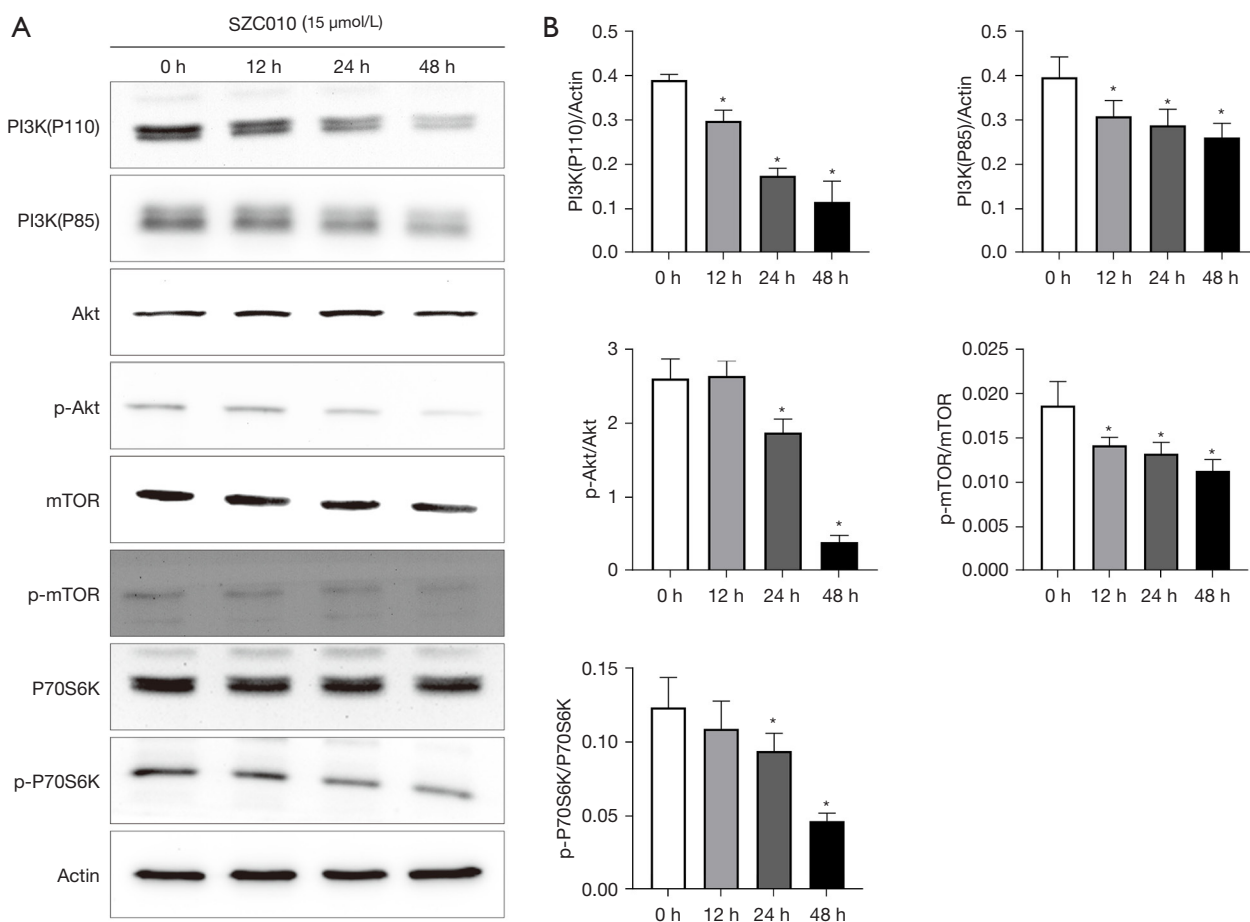 A
SZC010 (15 μmol/L)
0 h 12 h 24 h 48 h
PI3K(P110)
PI3K(P85)
Akt
p-Akt
mTOR
p-mTOR
P70S6K
p-P70S6K
Actin
B
PI3K(P110)/Actin
0.5
0.4
0.3
0.2
0.1
0.0
* * *
0 h 12 h 24 h 48 h
PI3K(P85)/Actin
0.5
0.4
0.3
0.2
0.1
0.0
* * *
0 h 12 h 24 h 48 h
p-Akt/Akt
3
2
1
0
* *
0 h 12 h 24 h 48 h
p-mTOR/mTOR
0.025
0.020
0.015
0.010
0.005
0.000
* * *
0 h 12 h 24 h 48 h
p-P70S6K/P70S6K
0.15
0.10
0.05
0.00
* *
0 h 12 h 24 h 48 h